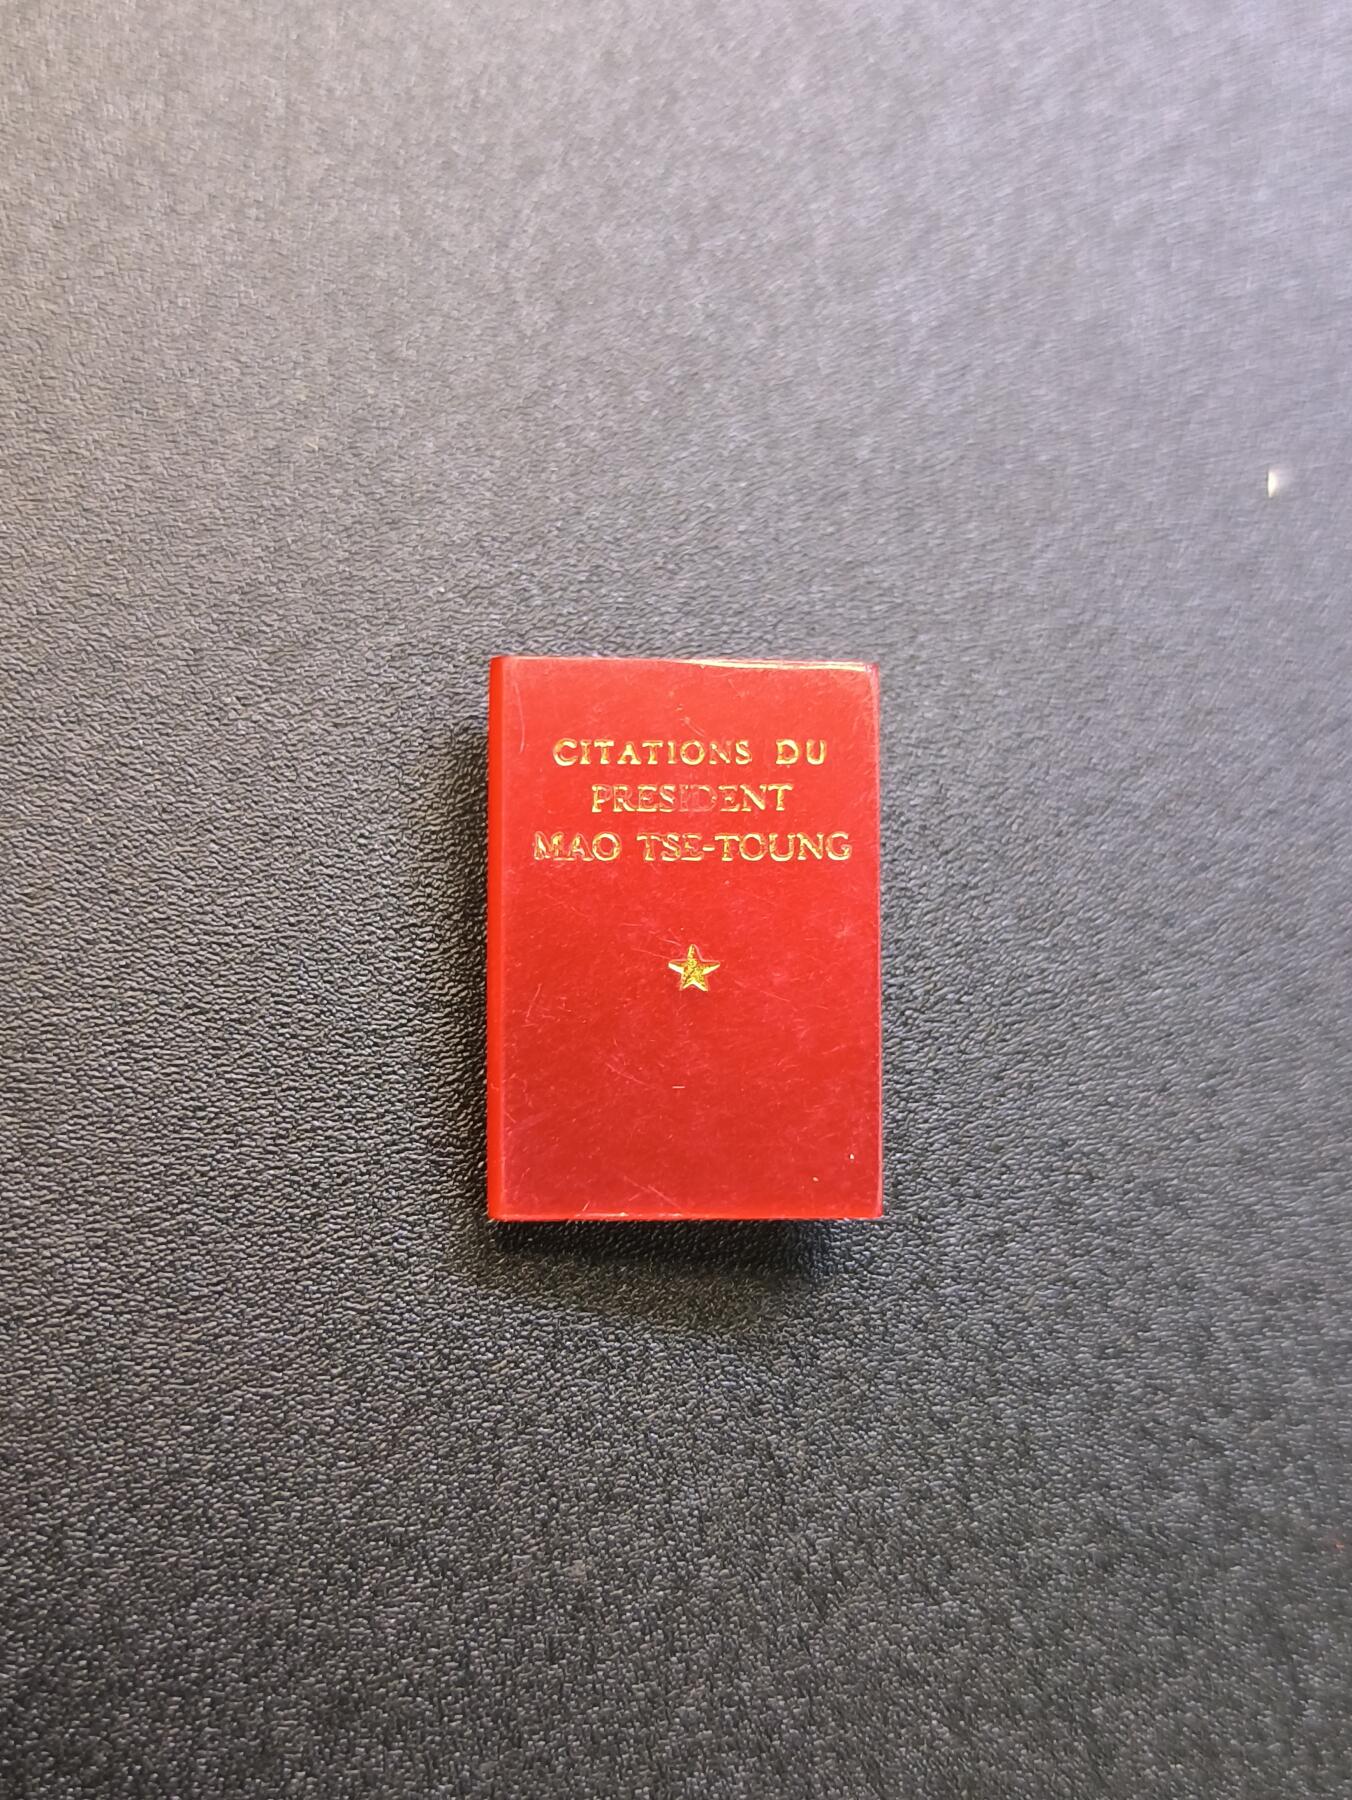 CITATIONS DU
PRESIDENT
MAO TSE-TOUNG